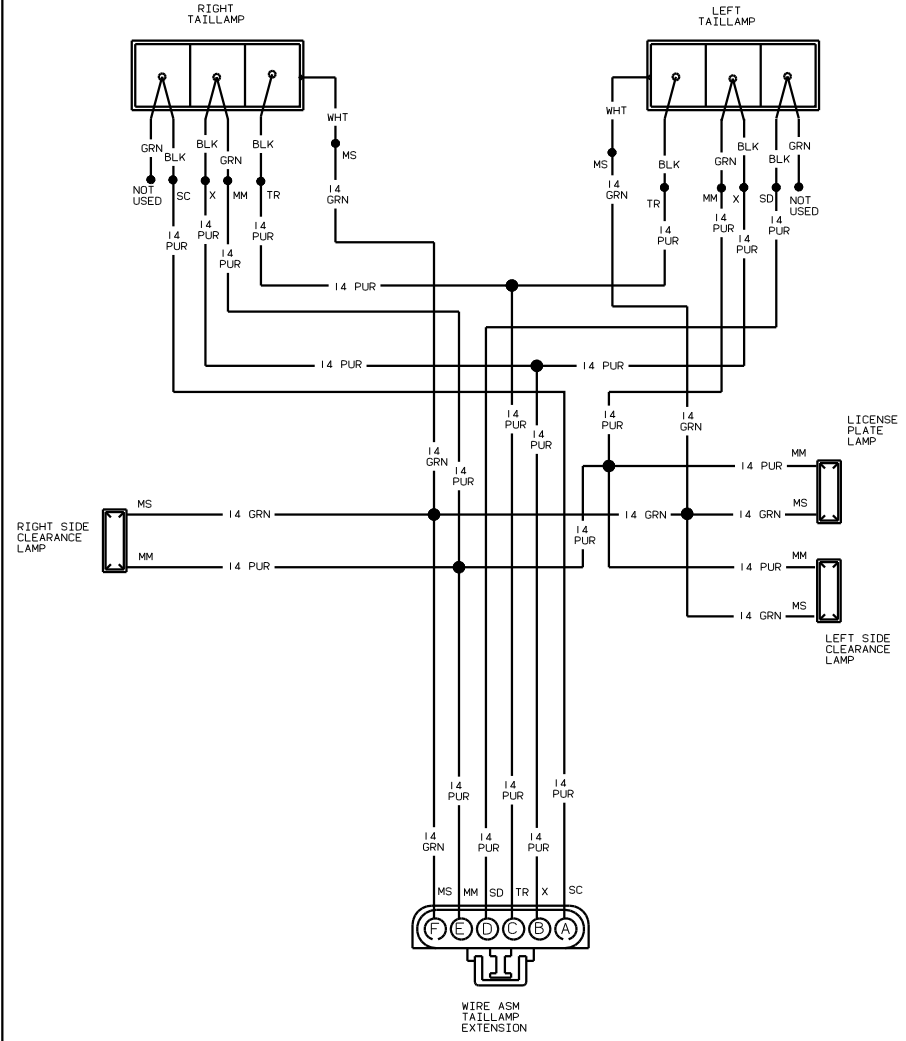 RIGHT
TAILLAMP
LEFT
TAILLAMP
WHT
WHT
GRN
BLK
BLK
GRN
BLK
MS
MS
BLK
GRN
BLK
BLK
GRN
NOT
USED
SC
X
MM
TR
14
GRN
14
GRN
TR
MM
X
SD
NOT
USED
14
PUR
14
PUR
14
PUR
14
PUR
14
PUR
14
PUR
14
PUR
14
PUR
14 PUR
14 PUR
14 PUR
14
PUR
14
PUR
14
PUR
14
GRN
LICENSE
PLATE
LAMP
14
GRN
14
PUR
MM
14 PUR
MS
14 GRN
14 GRN
14 GRN
MS
RIGHT SIDE
CLEARANCE
LAMP
14
PUR
MM
14 PUR
14 PUR
MM
14 GRN
MS
LEFT SIDE
CLEARANCE
LAMP
14
PUR
14
PUR
14
PUR
14
GRN
14
PUR
14
PUR
MS
MM
SD
TR
X
SC
F
E
D
C
B
A
WIRE ASM
TAILLAMP
EXTENSION